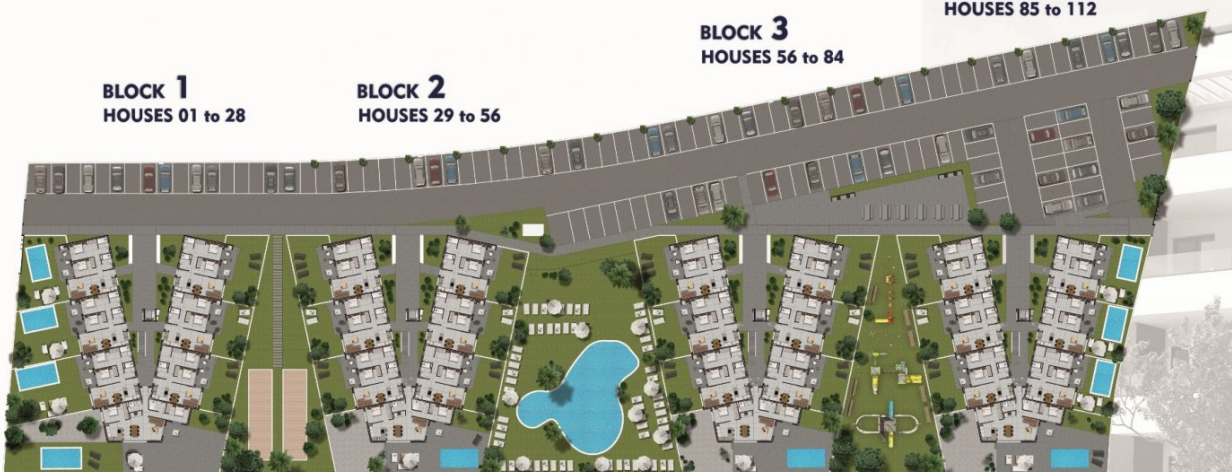 HOUSES 85 to 112
BLOCK 3
HOUSES 56 to 84
BLOCK 1
HOUSES 01 to 28
BLOCK 2
HOUSES 29 to 56